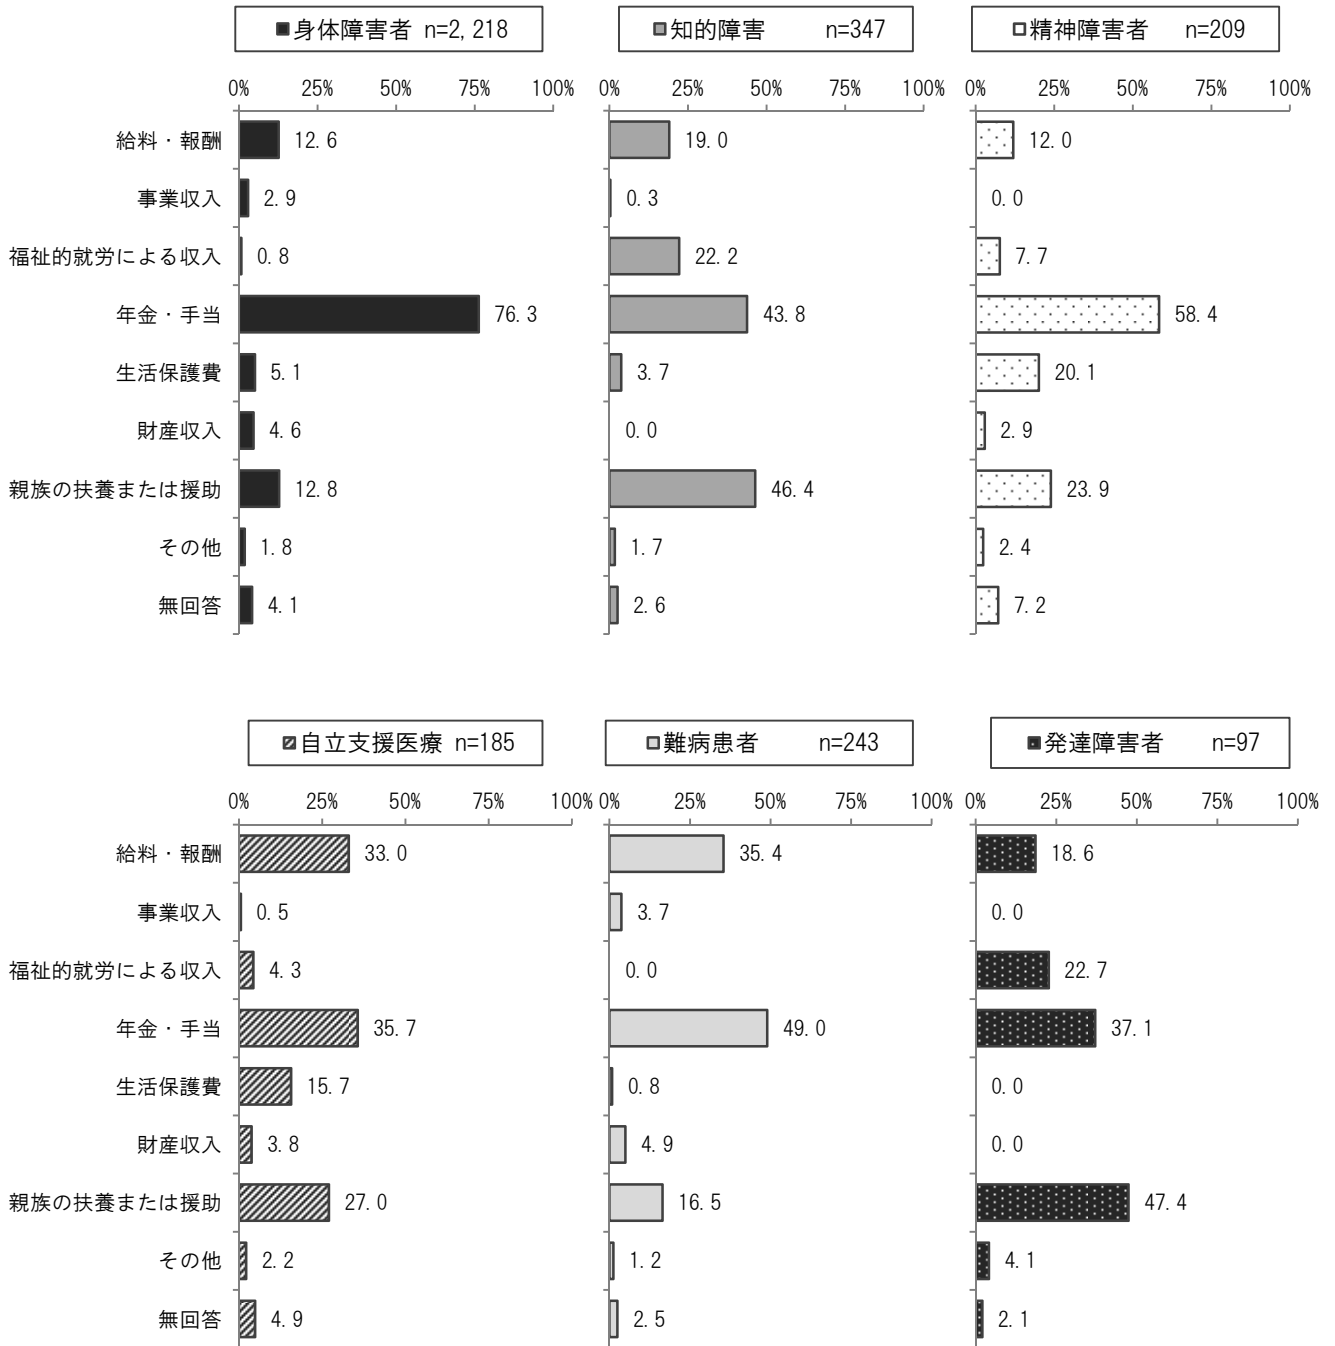 身体障害者 n=2,218
知的障害 n=347
精神障害者 n=209
0% 25% 50% 75% 100%
0% 25% 50% 75% 100%
0% 25% 50% 75% 100%
給料・報酬 12.6 19.0 12.0
事業収入 2.9 0.3 0.0
福祉的就労による収入 0.8 22.2 7.7
年金・手当 76.3 43.8 58.4
生活保護費 5.1 3.7 20.1
財産収入 4.6 0.0 2.9
親族の扶養または援助 12.8 46.4 23.9
その他 1.8 1.7 2.4
無回答 4.1 2.6 7.2
自立支援医療 n=185
難病患者 n=243
発達障害者 n=97
0% 25% 50% 75% 100%
0% 25% 50% 75% 100%
0% 25% 50% 75% 100%
給料・報酬 33.0 35.4 18.6
事業収入 0.5 3.7 0.0
福祉的就労による収入 4.3 0.0 22.7
年金・手当 35.7 49.0 37.1
生活保護費 15.7 0.8 0.0
財産収入 3.8 4.9 0.0
親族の扶養または援助 27.0 16.5 47.4
その他 2.2 1.2 4.1
無回答 4.9 2.5 2.1